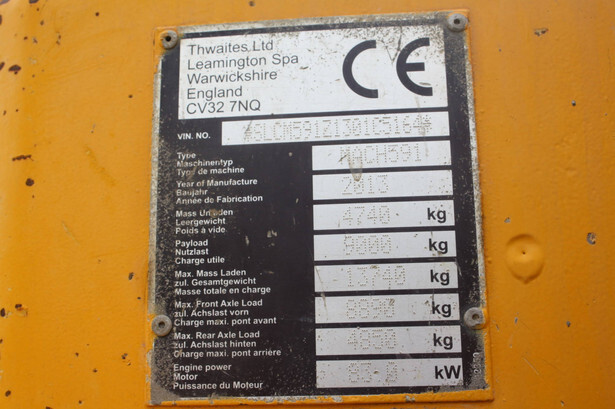 Thwaites Ltd
Leamington Spa
Warwickshire
England
CV32 7NQ
CE
VIN. NO. *SLCM591Z1301C5164*
Type
Maschinentyp
Type de machine
MACH591
Year of Manufacture
Baujahr
Année de Fabrication
2013
Mass Unladen
Leergewicht
Poids à vide
4740 kg
Payload
Nutzlast
Charge utile
9000 kg
Max. Mass Laden
zul. Gesamtgewicht
Masse totale en charge
13740 kg
Max. Front Axle Load
zul. Achslast vorn
Charge maxi. pont avant
kg
Max. Rear Axle Load
zul. Achslast hinten
Charge maxi. pont arrière
kg
Engine power
Motor
Puissance du Moteur
kW